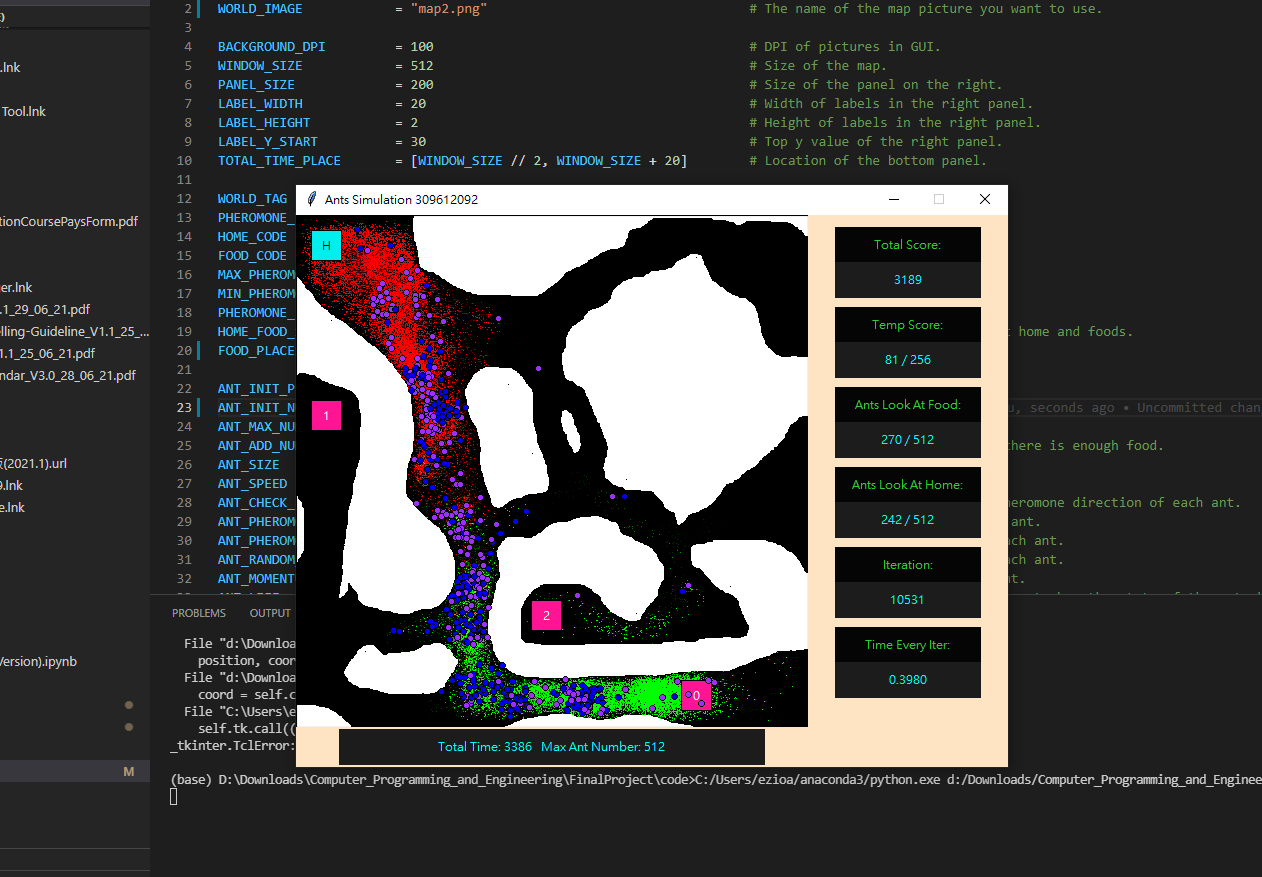 2 WORLD_IMAGE = "map2.png" # The name of the map picture you want to use.
3
4 BACKGROUND_DPI = 100 # DPI of pictures in GUI.
5 WINDOW_SIZE = 512 # Size of the map.
6 PANEL_SIZE = 200 # Size of the panel on the right.
7 LABEL_WIDTH = 20 # Width of labels in the right panel.
8 LABEL_HEIGHT = 2 # Height of labels in the right panel.
9 LABEL_Y_START = 30 # Top y value of the right panel.
10 TOTAL_TIME_PLACE = [WINDOW_SIZE // 2, WINDOW_SIZE + 20] # Location of the bottom panel.
11
12 WORLD_TAG
13 PHEROMONE_
14 HOME_CODE
15 FOOD_CODE
16 MAX_PHEROM
17 MIN_PHEROM
18 PHEROMONE_
19 HOME_FOOD_ home and foods.
20 FOOD_PLACE
21
22 ANT_INIT_P
23 ANT_INIT_N u, seconds ago • Uncommitted chan
24 ANT_MAX_NU
25 ANT_ADD_NU here is enough food.
26 ANT_SIZE
27 ANT_SPEED
28 ANT_CHECK_ heromone direction of each ant.
29 ANT_PHEROM ant.
30 ANT_PHEROM ach ant.
31 ANT_RANDOM ach ant.
32 ANT_MOMENT t.
.lnk
Tool.lnk
tionCoursePaysForm.pdf
er.lnk
.1_29_06_21.pdf
elling-Guideline_V1.1_25_...
1.1_25_06_21.pdf
ndar_V3.0_28_06_21.pdf
(2021.1).url
9.lnk
e.lnk
Version).ipynb
M
Ants Simulation 309612092
H
1
2
0
Total Score:
3189
Temp Score:
81 / 256
Ants Look At Food:
270 / 512
Ants Look At Home:
242 / 512
Iteration:
10531
Time Every Iter:
0.3980
Total Time: 3386 Max Ant Number: 512
PROBLEMS OUTPUT
File "d:\Downloa
position, coor
File "d:\Downloa
coord = self.c
File "C:\Users\e
self.tk.call((
_tkinter.TclError:
(base) D:\Downloads\Computer_Programming_and_Engineering\FinalProject\code>C:/Users/ezioa/anaconda3/python.exe d:/Downloads/Computer_Programming_and_Enginee